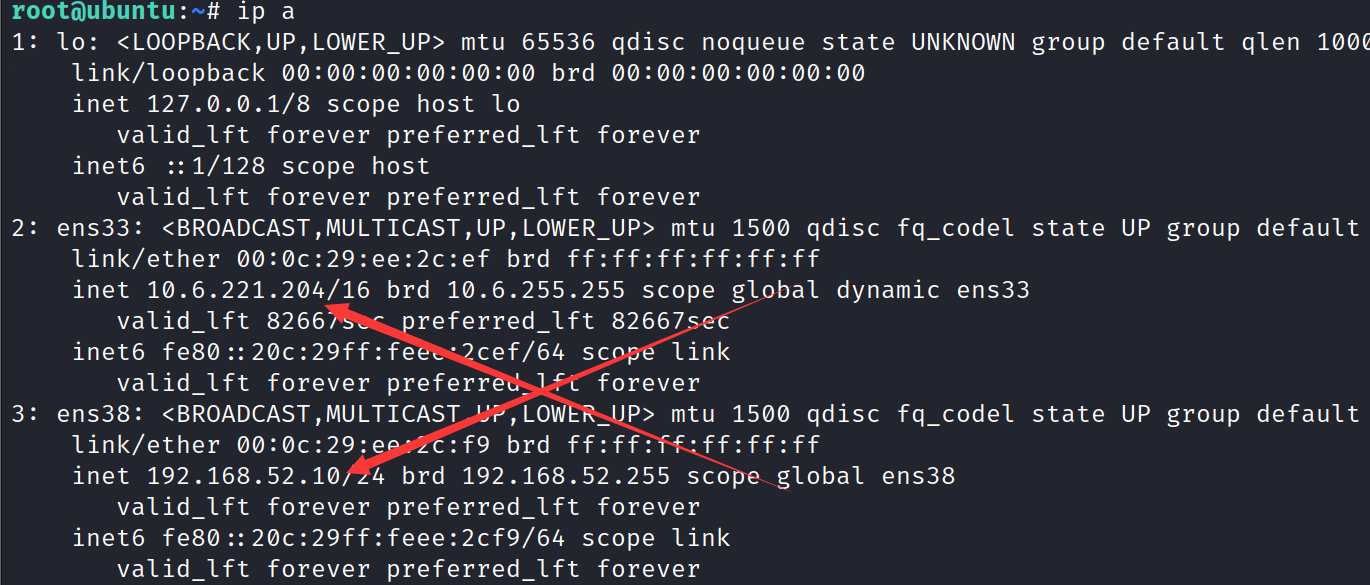 root@ubuntu:~# ip a
1: lo: <LOOPBACK,UP,LOWER_UP> mtu 65536 qdisc noqueue state UNKNOWN group default qlen 1000
    link/loopback 00:00:00:00:00:00 brd 00:00:00:00:00:00
    inet 127.0.0.1/8 scope host lo
       valid_lft forever preferred_lft forever
    inet6 ::1/128 scope host
       valid_lft forever preferred_lft forever
2: ens33: <BROADCAST,MULTICAST,UP,LOWER_UP> mtu 1500 qdisc fq_codel state UP group default
    link/ether 00:0c:29:ee:2c:ef brd ff:ff:ff:ff:ff:ff
    inet 10.6.221.204/16 brd 10.6.255.255 scope global dynamic ens33
       valid_lft 82667sec preferred_lft 82667sec
    inet6 fe80::20c:29ff:feee:2cef/64 scope link
       valid_lft forever preferred_lft forever
3: ens38: <BROADCAST,MULTICAST,UP,LOWER_UP> mtu 1500 qdisc fq_codel state UP group default
    link/ether 00:0c:29:ee:2c:f9 brd ff:ff:ff:ff:ff:ff
    inet 192.168.52.10/24 brd 192.168.52.255 scope global ens38
       valid_lft forever preferred_lft forever
    inet6 fe80::20c:29ff:feee:2cf9/64 scope link
       valid_lft forever preferred_lft forever